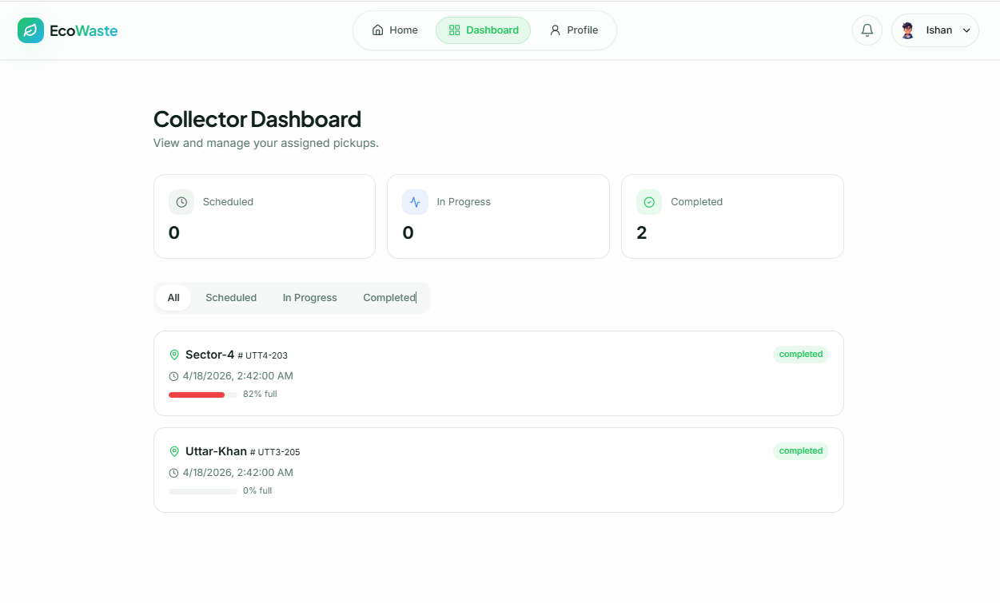 EcoWaste
Home Dashboard Profile
Ishan
Collector Dashboard
View and manage your assigned pickups.
Scheduled
0
In Progress
0
Completed
2
All Scheduled In Progress Completed
Sector-4 # UTT4-203
completed
4/18/2026, 2:42:00 AM
82% full
Uttar-Khan # UTT3-205
completed
4/18/2026, 2:42:00 AM
0% full